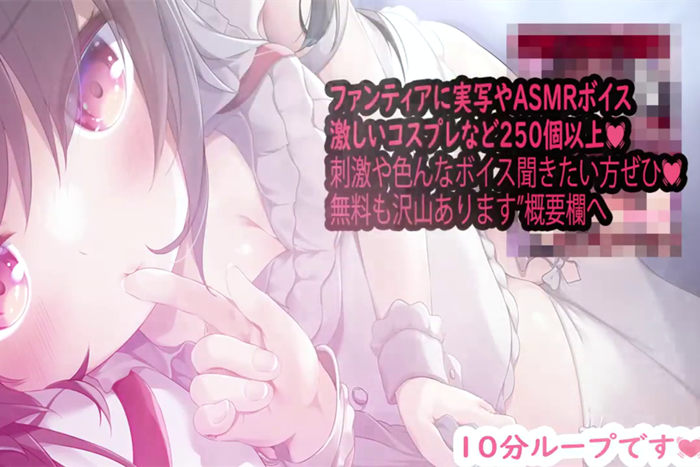 ファンティアに実写やASMRボイス
激しいコスプレなど250個以上♥
刺激や色んなボイス聞きたい方ぜひ♥
無料も沢山あります"概要欄へ
10分ループです♥